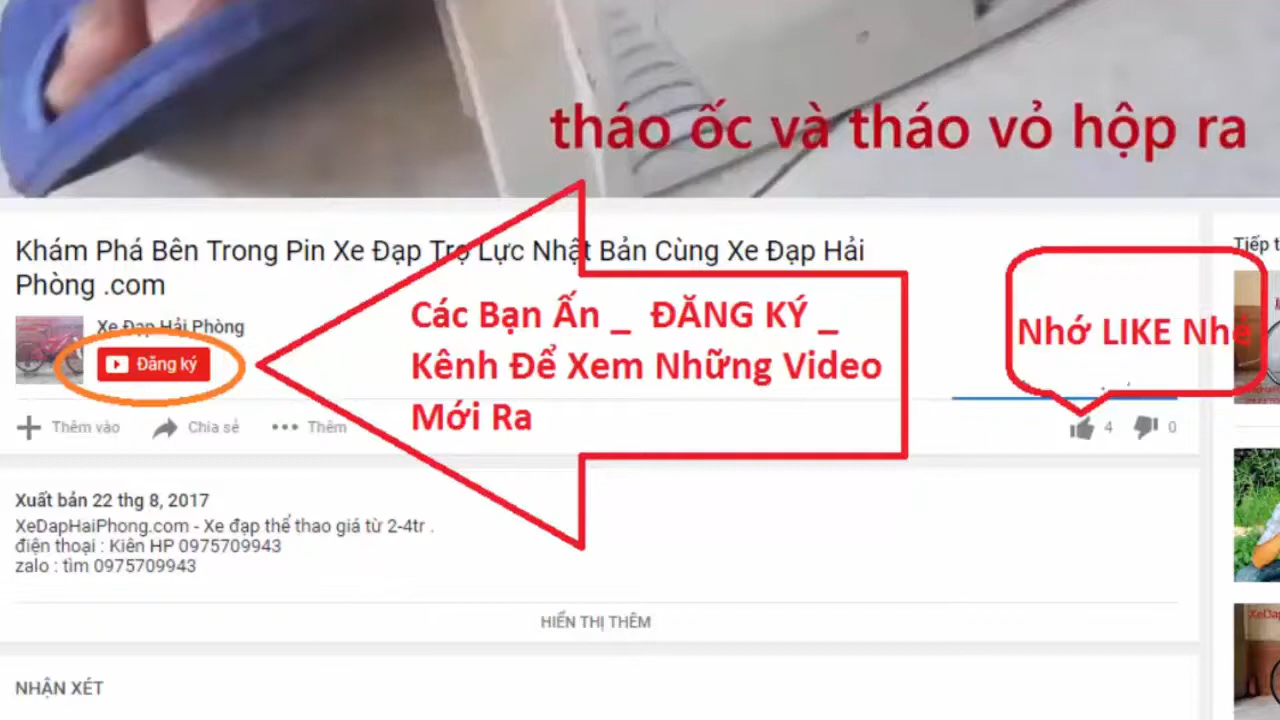 tháo ốc và tháo vỏ hộp ra
Khám Phá Bên Trong Pin Xe Đạp Trợ Lực Nhật Bản Cùng Xe Đạp Hải
Phòng .com
Tiếp t
Xe Đạp Hải Phòng
Đăng ký
Các Bạn Ấn _ ĐĂNG KÝ _
Kênh Để Xem Những Video
Mới Ra
Nhớ LIKE Nhé
Thêm vào
Chia sẻ
Thêm
4
0
Xuất bản 22 thg 8, 2017
XeDapHaiPhong.com - Xe đạp thể thao giá từ 2-4tr .
điện thoại : Kiên HP 0975709943
zalo : tìm 0975709943
HIỂN THỊ THÊM
XeDap
NHẬN XÉT